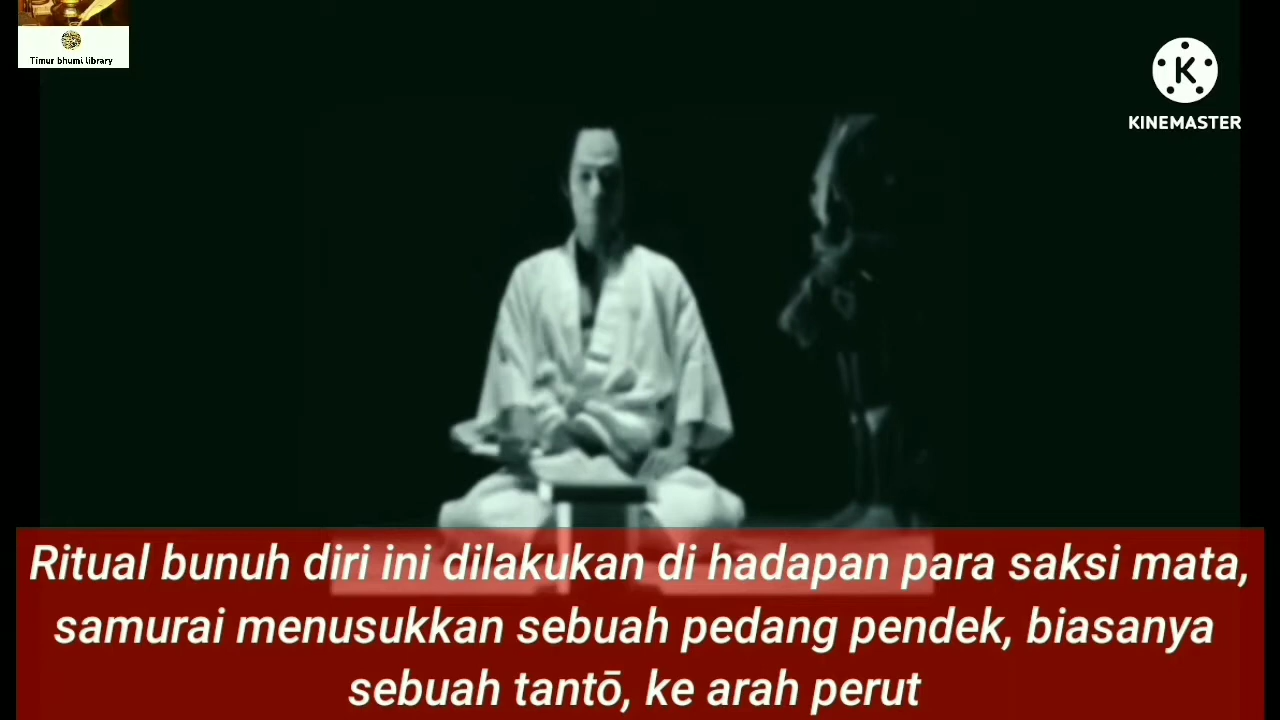 Timur bhumi library
KINEMASTER
Ritual bunuh diri ini dilakukan di hadapan para saksi mata,
samurai menusukkan sebuah pedang pendek, biasanya
sebuah tantō, ke arah perut